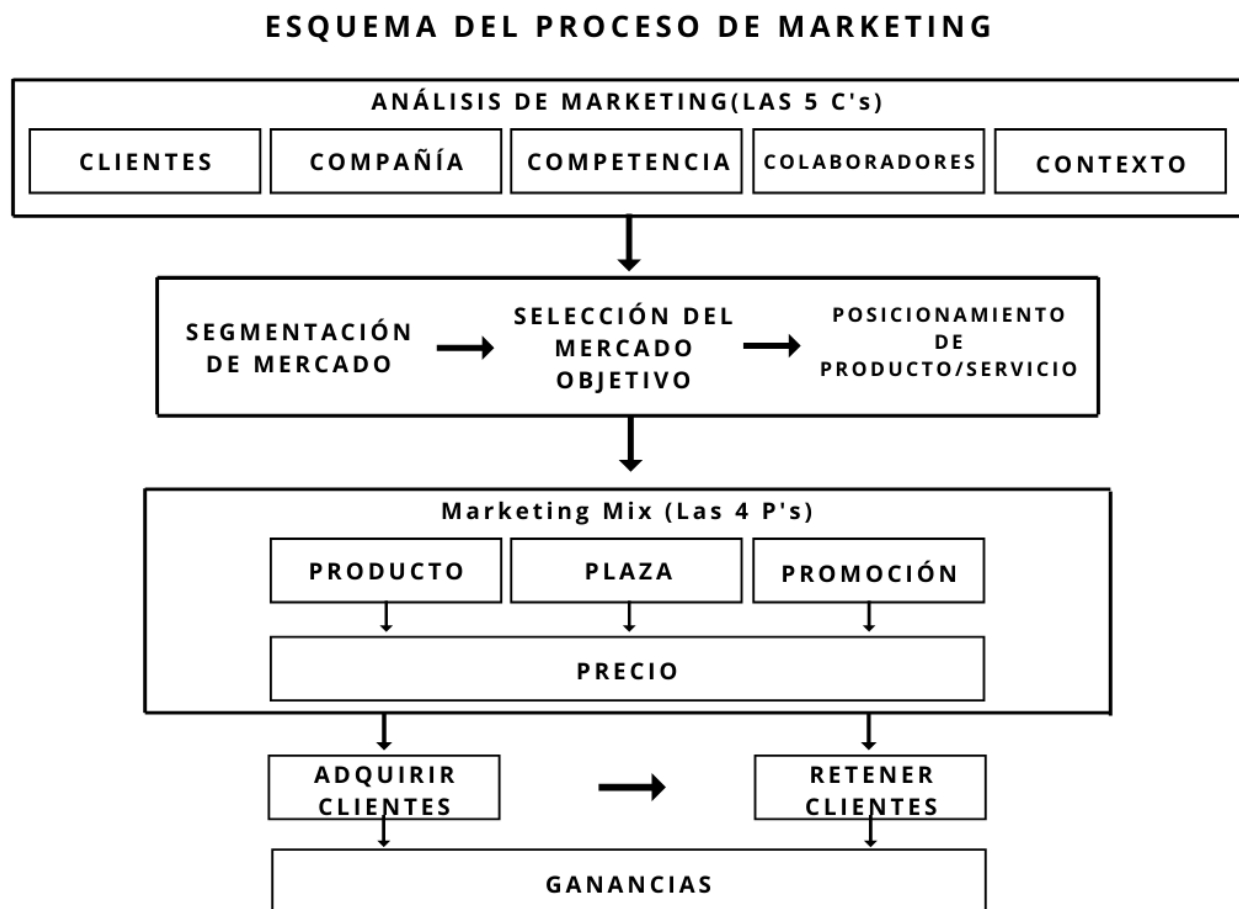 ESQUEMA DEL PROCESO DE MARKETING
ANÁLISIS DE MARKETING(LAS 5 C's)
CLIENTES
COMPAÑÍA
COMPETENCIA
COLABORADORES
CONTEXTO
SEGMENTACIÓN
DE MERCADO
SELECCIÓN DEL
MERCADO
OBJETIVO
POSICIONAMIENTO
DE
PRODUCTO/SERVICIO
Marketing Mix (Las 4 P's)
PRODUCTO
PLAZA
PROMOCIÓN
PRECIO
ADQUIRIR
CLIENTES
RETENER
CLIENTES
GANANCIAS